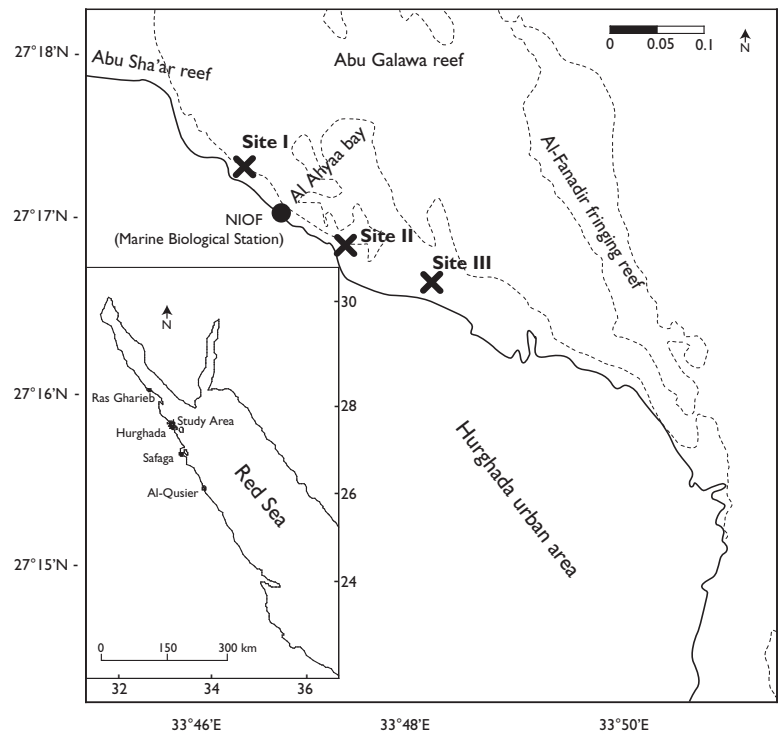 27°18'N -
27°17'N -
27°16'N -
27°15'N -
33°46'E
33°48'E
33°50'E
0 0.05 0.1
N
Abu Sha'ar reef
Abu Galawa reef
Al-Fanadir fringing reef
Al Ahyaa bay
Site I
NIOF
(Marine Biological Station)
Site II
Site III
Hurghada urban area
N
Ras Gharieb
Study Area
Hurghada
Safaga
Al-Qusier
Red Sea
30
28
26
24
0 150 300 km
32 34 36